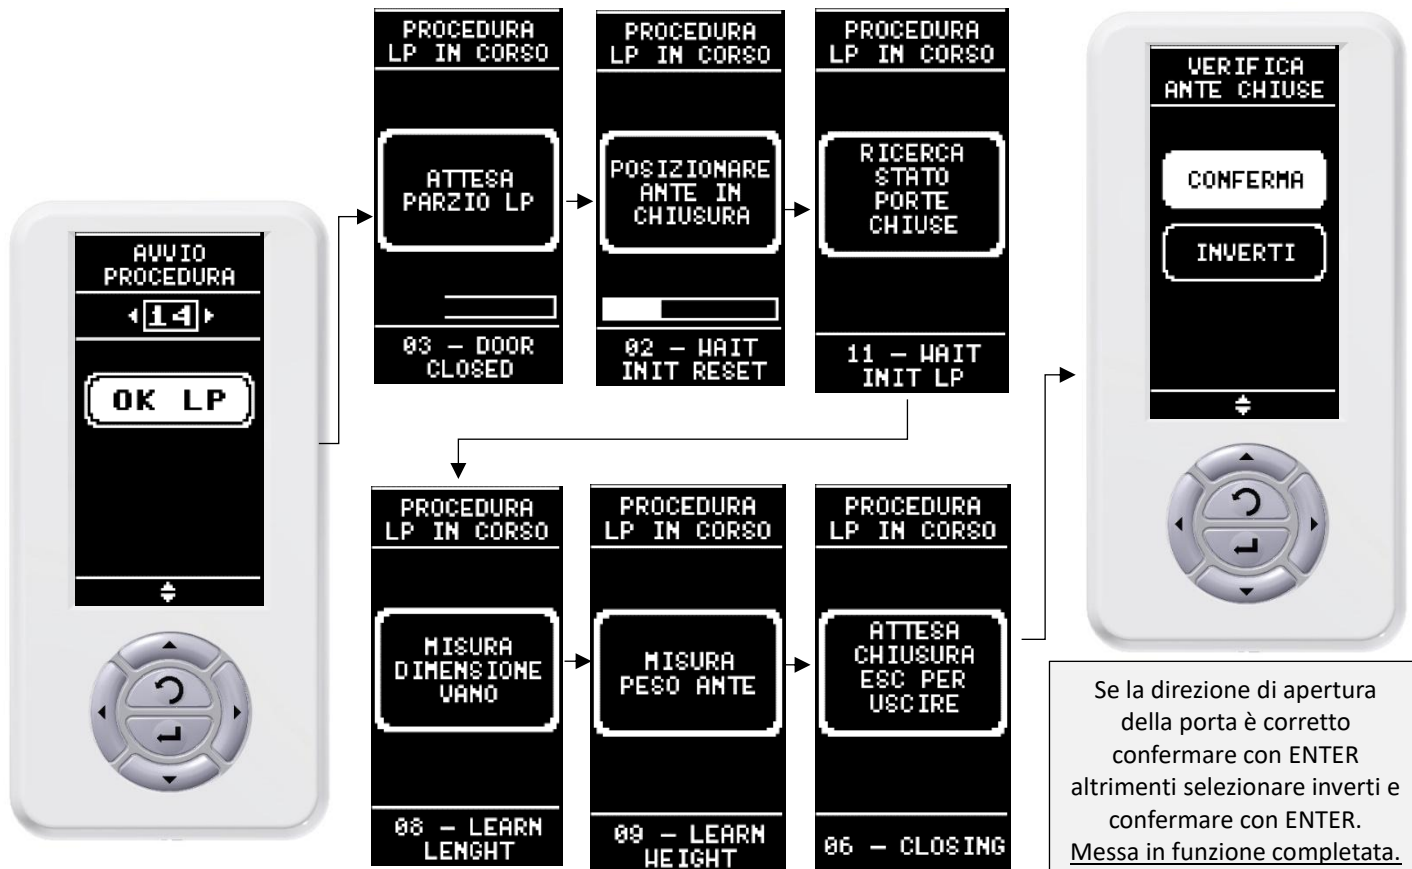 AVVIO
PROCEDURA
14
OK LP
PROCEDURA
LP IN CORSO
ATTESA
PARZIO LP
03 – DOOR
CLOSED
PROCEDURA
LP IN CORSO
POSIZIONARE
ANTE IN
CHIUSURA
02 – WAIT
INIT RESET
PROCEDURA
LP IN CORSO
RICERCA
STATO
PORTE
CHIUSE
11 – WAIT
INIT LP
PROCEDURA
LP IN CORSO
MISURA
DIMENSIONE
VANO
08 – LEARN
LENGHT
PROCEDURA
LP IN CORSO
MISURA
PESO ANTE
09 – LEARN
WEIGHT
PROCEDURA
LP IN CORSO
ATTESA
CHIUSURA
ESC PER
USCIRE
06 – CLOSING
VERIFICA
ANTE CHIUSE
CONFERMA
INVERTI
Se la direzione di apertura
della porta è corretto
confermare con ENTER
altrimenti selezionare inverti e
confermare con ENTER.
Messa in funzione completata.